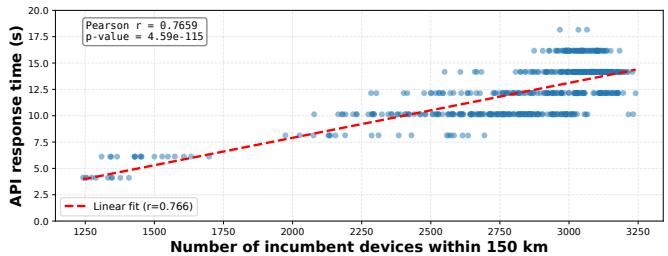 Pearson r = 0.7659
p-value = 4.59e-115
API response time (s)
20.0
17.5
15.0
12.5
10.0
7.5
5.0
2.5
0.0
Linear fit (r=0.766)
1250 1500 1750 2000 2250 2500 2750 3000 3250
Number of incumbent devices within 150 km